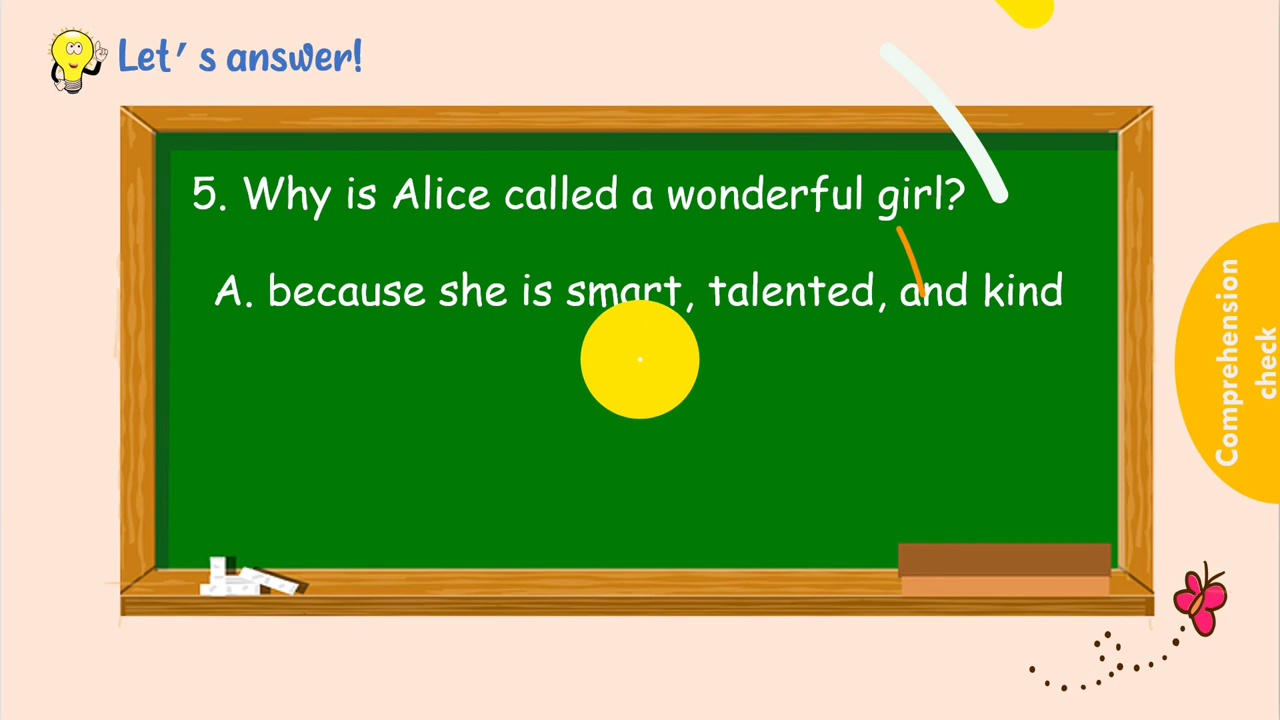 Let's answer!
5. Why is Alice called a wonderful girl?
A. because she is smart, talented, and kind
Comprehension
check